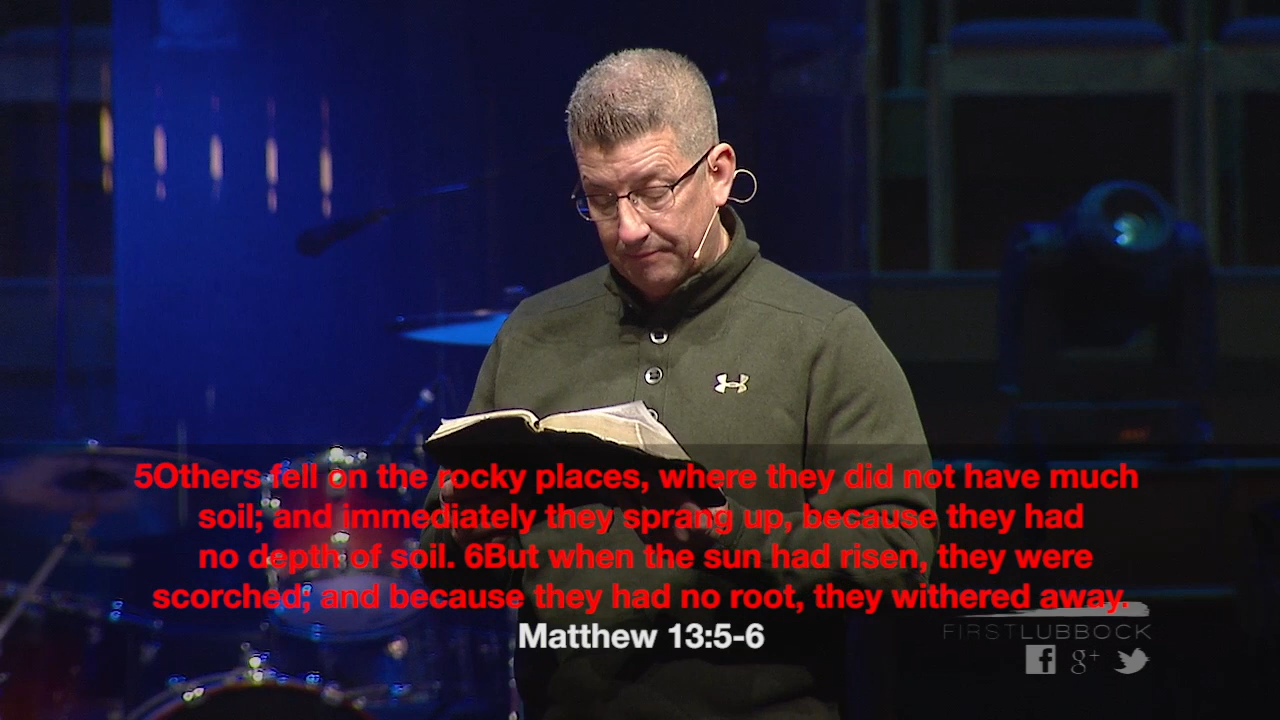 5Others fell on the rocky places, where they did not have much
soil; and immediately they sprang up, because they had
no depth of soil. 6But when the sun had risen, they were
scorched; and because they had no root, they withered away.
Matthew 13:5-6
FIRSTLUBBOCK
f g+